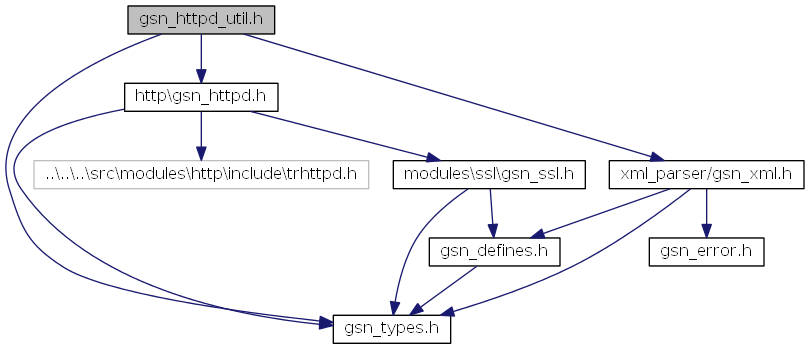 gsn_httpd_util.h
http\gsn_httpd.h
..\..\..\src\modules\http\include\trhttpd.h
modules\ssl\gsn_ssl.h
xml_parser/gsn_xml.h
gsn_defines.h
gsn_error.h
gsn_types.h